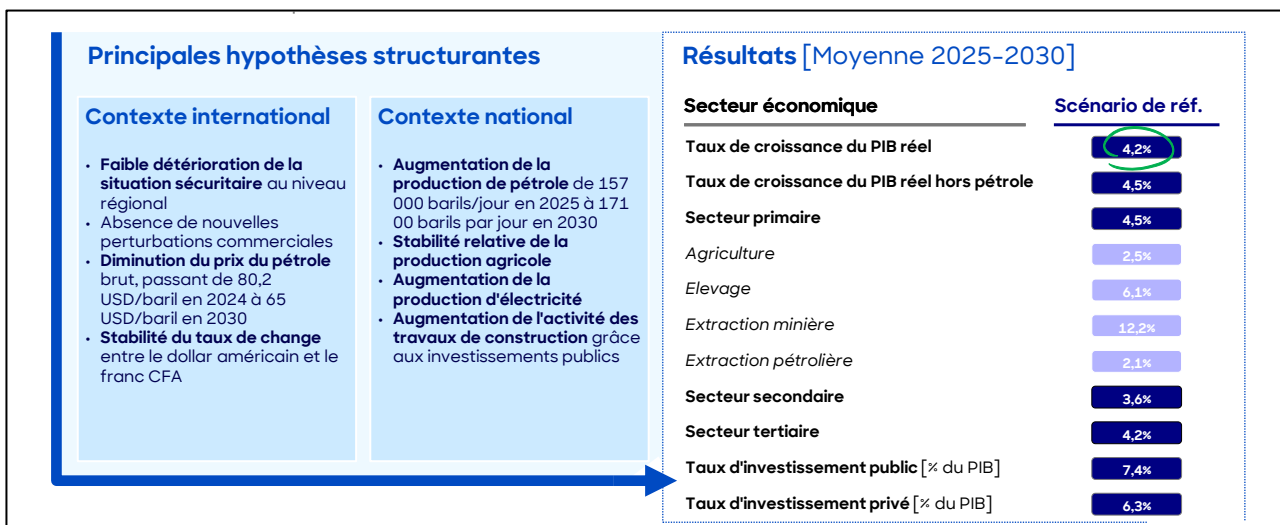 Principales hypothèses structurantes
Contexte international
• Faible détérioration de la
situation sécuritaire au niveau
régional
• Absence de nouvelles
perturbations commerciales
• Diminution du prix du pétrole
brut, passant de 80,2
USD/baril en 2024 à 65
USD/baril en 2030
• Stabilité du taux de change
entre le dollar américain et le
franc CFA
Contexte national
• Augmentation de la
production de pétrole de 157
000 barils/jour en 2025 à 171
00 barils par jour en 2030
• Stabilité relative de la
production agricole
• Augmentation de la
production d'électricité
• Augmentation de l'activité des
travaux de construction grâce
aux investissements publics
Résultats [Moyenne 2025-2030]
Secteur économique Scénario de réf.
Taux de croissance du PIB réel 4,2%
Taux de croissance du PIB réel hors pétrole 4,5%
Secteur primaire 4,5%
Agriculture 2,5%
Elevage 6,1%
Extraction minière 12,2%
Extraction pétrolière 2,1%
Secteur secondaire 3,6%
Secteur tertiaire 4,2%
Taux d'investissement public [% du PIB] 7,4%
Taux d'investissement privé [% du PIB] 6,3%